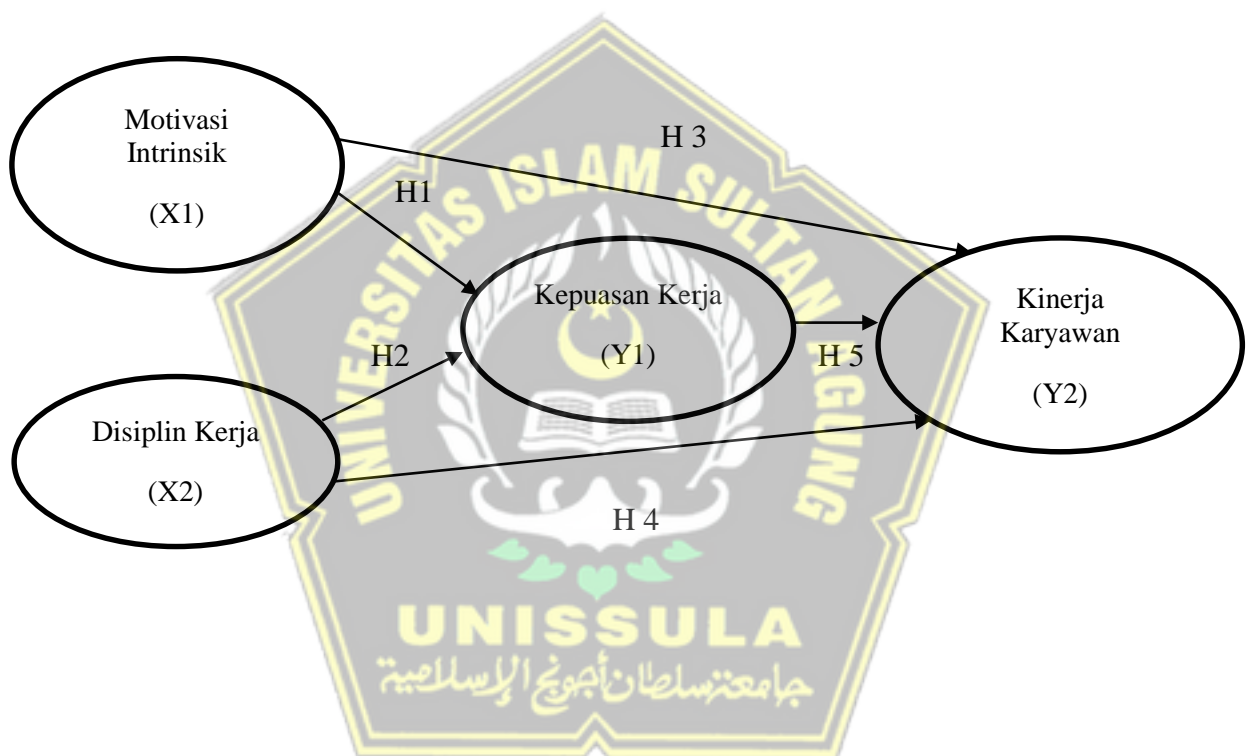 Motivasi
Intrinsik
(X1)
H 3
H1
Kepuasan Kerja
(Y1)
Kinerja
Karyawan
(Y2)
H2
H 5
Disiplin Kerja
(X2)
H 4
UNIVERSITAS ISLAM SULTAN AGUNG
UNISSULA
جامعة سلطان أجونج الإسلامية